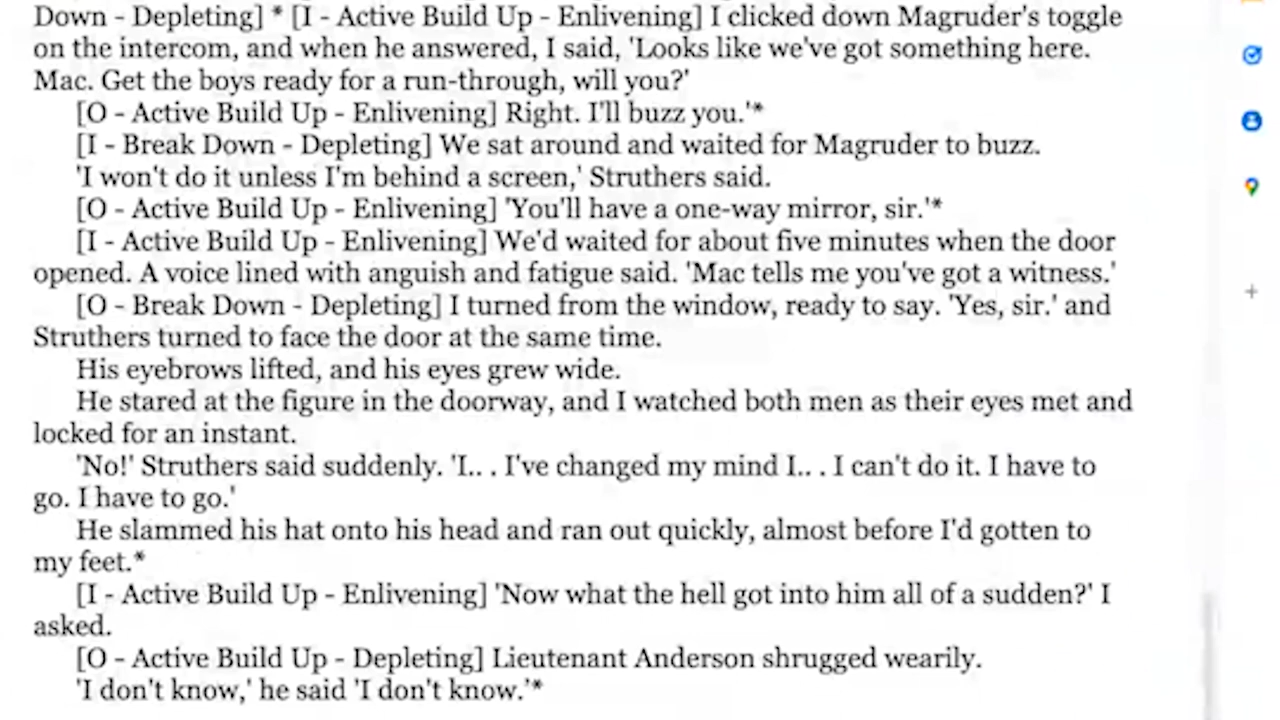 Down - Depleting] * [I - Active Build Up - Enlivening] I clicked down Magruder's toggle
on the intercom, and when he answered, I said, 'Looks like we've got something here.
Mac. Get the boys ready for a run-through, will you?'
[O - Active Build Up - Enlivening] Right. I'll buzz you.'*
[I - Break Down - Depleting] We sat around and waited for Magruder to buzz.
'I won't do it unless I'm behind a screen,' Struthers said.
[O - Active Build Up - Enlivening] 'You'll have a one-way mirror, sir.'*
[I - Active Build Up - Enlivening] We'd waited for about five minutes when the door
opened. A voice lined with anguish and fatigue said. 'Mac tells me you've got a witness.'
[O - Break Down - Depleting] I turned from the window, ready to say. 'Yes, sir.' and
Struthers turned to face the door at the same time.
His eyebrows lifted, and his eyes grew wide.
He stared at the figure in the doorway, and I watched both men as their eyes met and
locked for an instant.
'No!' Struthers said suddenly. 'I.. . I've changed my mind I.. . I can't do it. I have to
go. I have to go.'
He slammed his hat onto his head and ran out quickly, almost before I'd gotten to
my feet.*
[I - Active Build Up - Enlivening] 'Now what the hell got into him all of a sudden?' I
asked.
[O - Active Build Up - Depleting] Lieutenant Anderson shrugged wearily.
'I don't know,' he said 'I don't know.'*